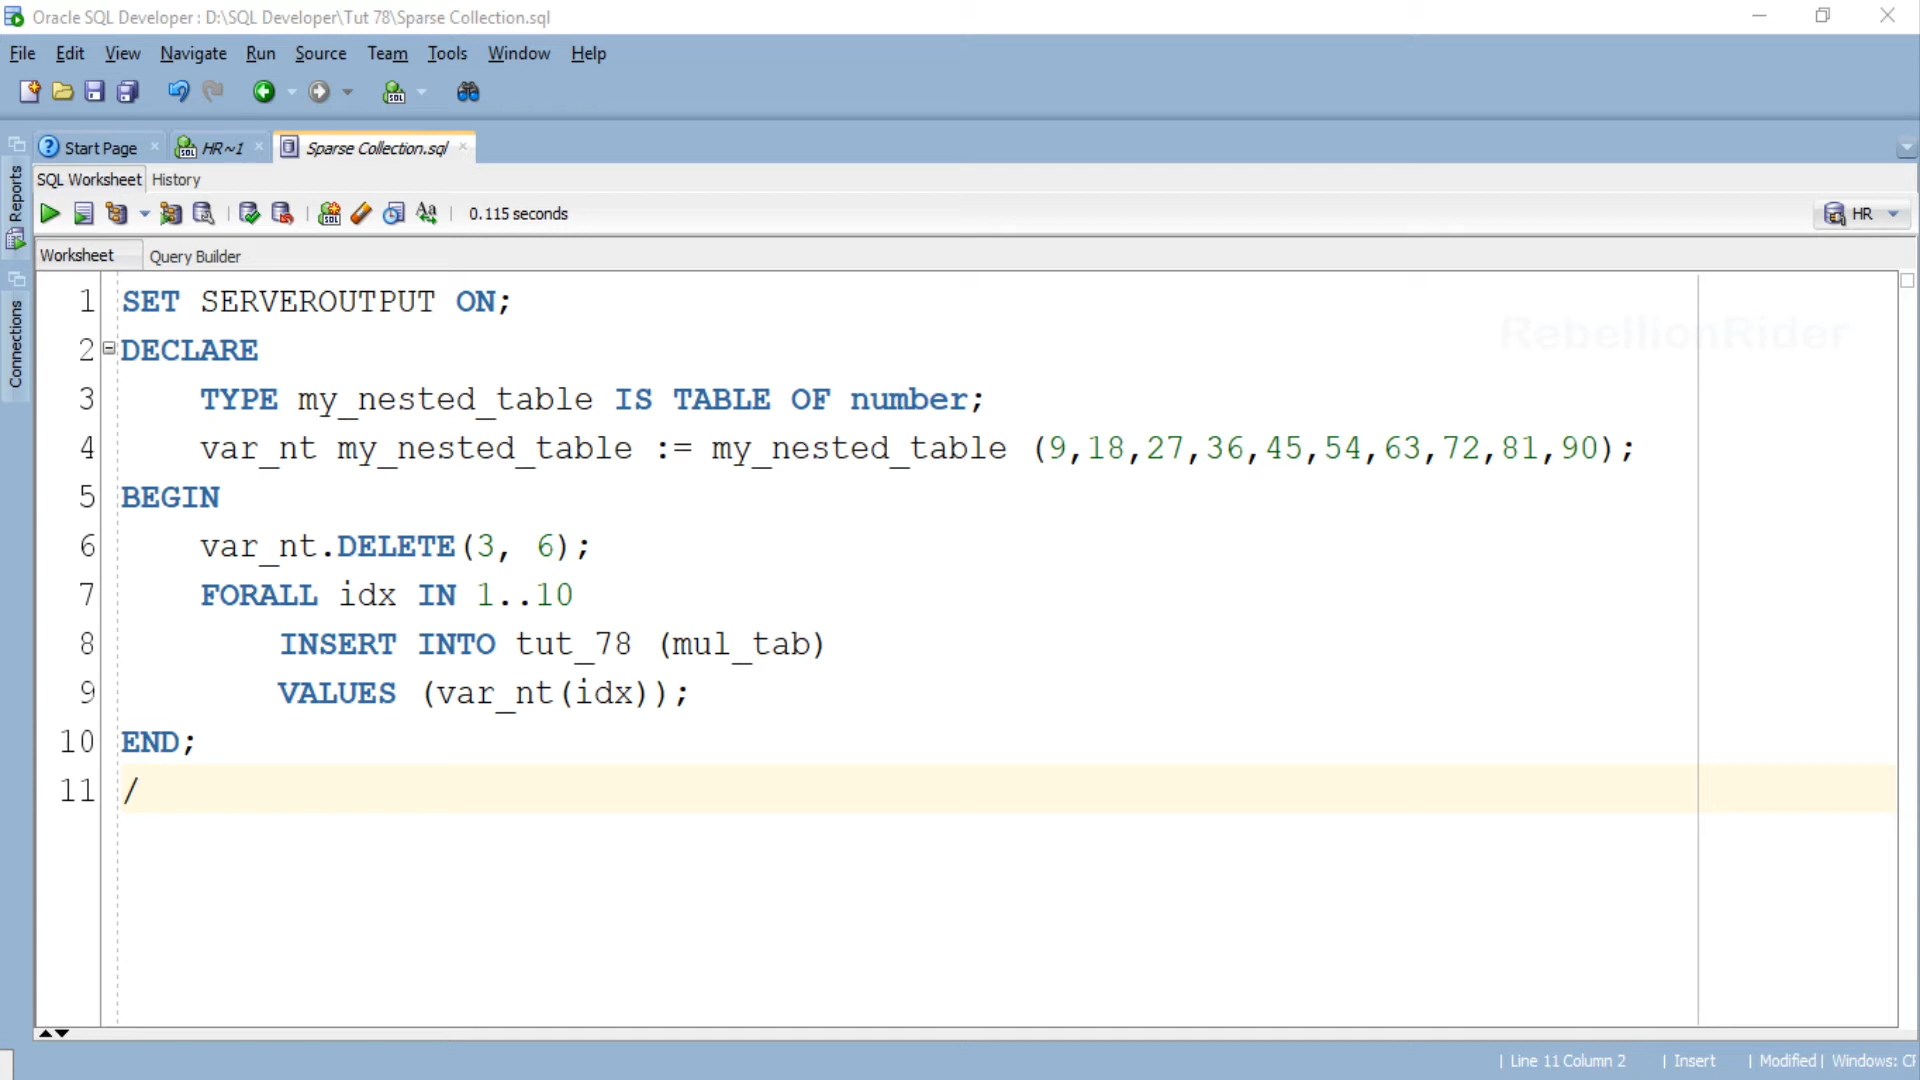 Oracle SQL Developer : D:\SQL Developer\Tut 78\Sparse Collection.sql
File Edit View Navigate Run Source Team Tools Window Help
Start Page HR~1 Sparse Collection.sql
SQL Worksheet History
0.115 seconds HR
Worksheet Query Builder
Reports
Connections
RebellionRider
1 SET SERVEROUTPUT ON;
2 DECLARE
3 TYPE my_nested_table IS TABLE OF number;
4 var_nt my_nested_table := my_nested_table (9,18,27,36,45,54,63,72,81,90);
5 BEGIN
6 var_nt.DELETE(3, 6);
7 FORALL idx IN 1..10
8 INSERT INTO tut_78 (mul_tab)
9 VALUES (var_nt(idx));
10 END;
11 /
| Line 11 Column 2 | Insert | Modified | Windows: CF